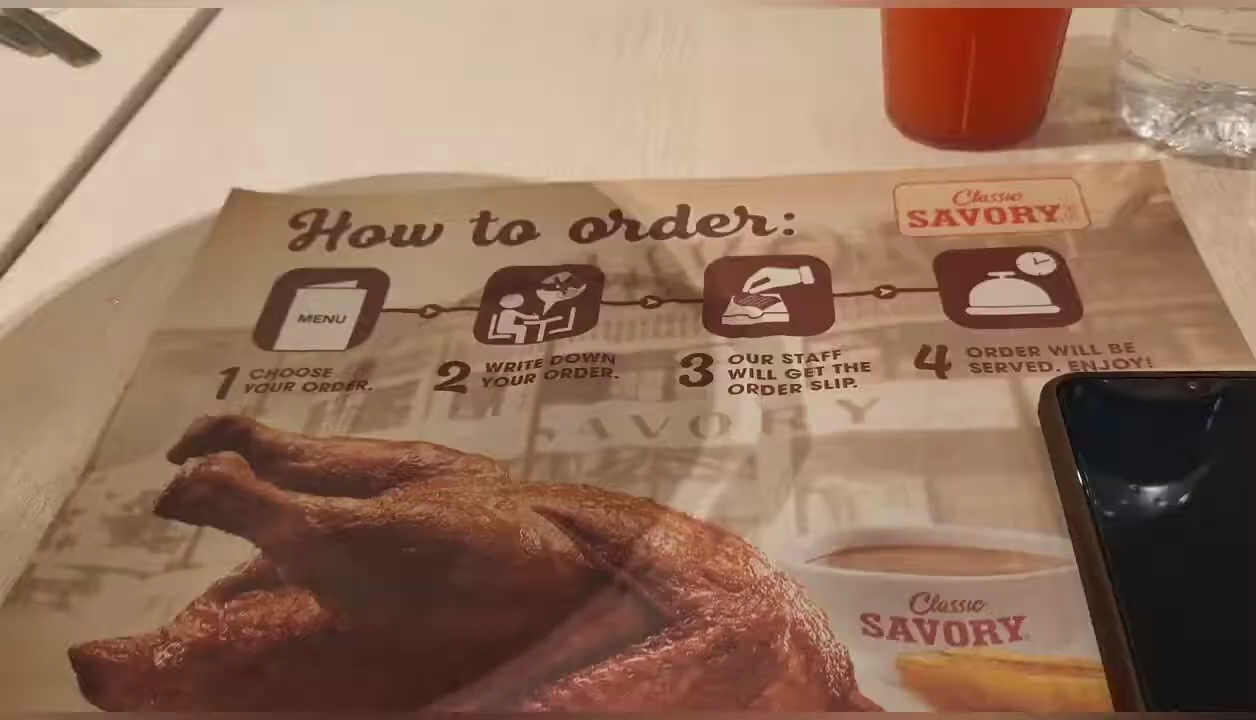 How to order:
Classic
SAVORY
MENU
1 CHOOSE
YOUR ORDER.
2 WRITE DOWN
YOUR ORDER.
3 OUR STAFF
WILL GET THE
ORDER SLIP.
4 ORDER WILL BE
SERVED. ENJOY!
SAVORY
Classic
SAVORY